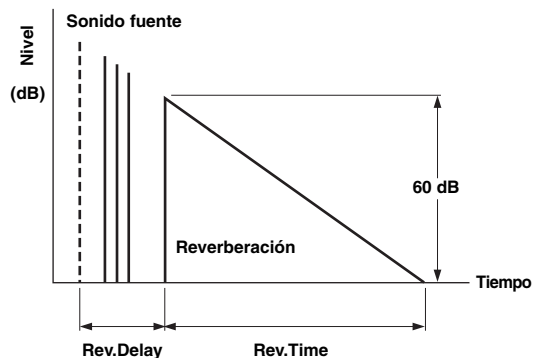 Sonido fuente
Nivel
(dB)
60 dB
Reverberación
Tiempo
Rev.Delay
Rev.Time